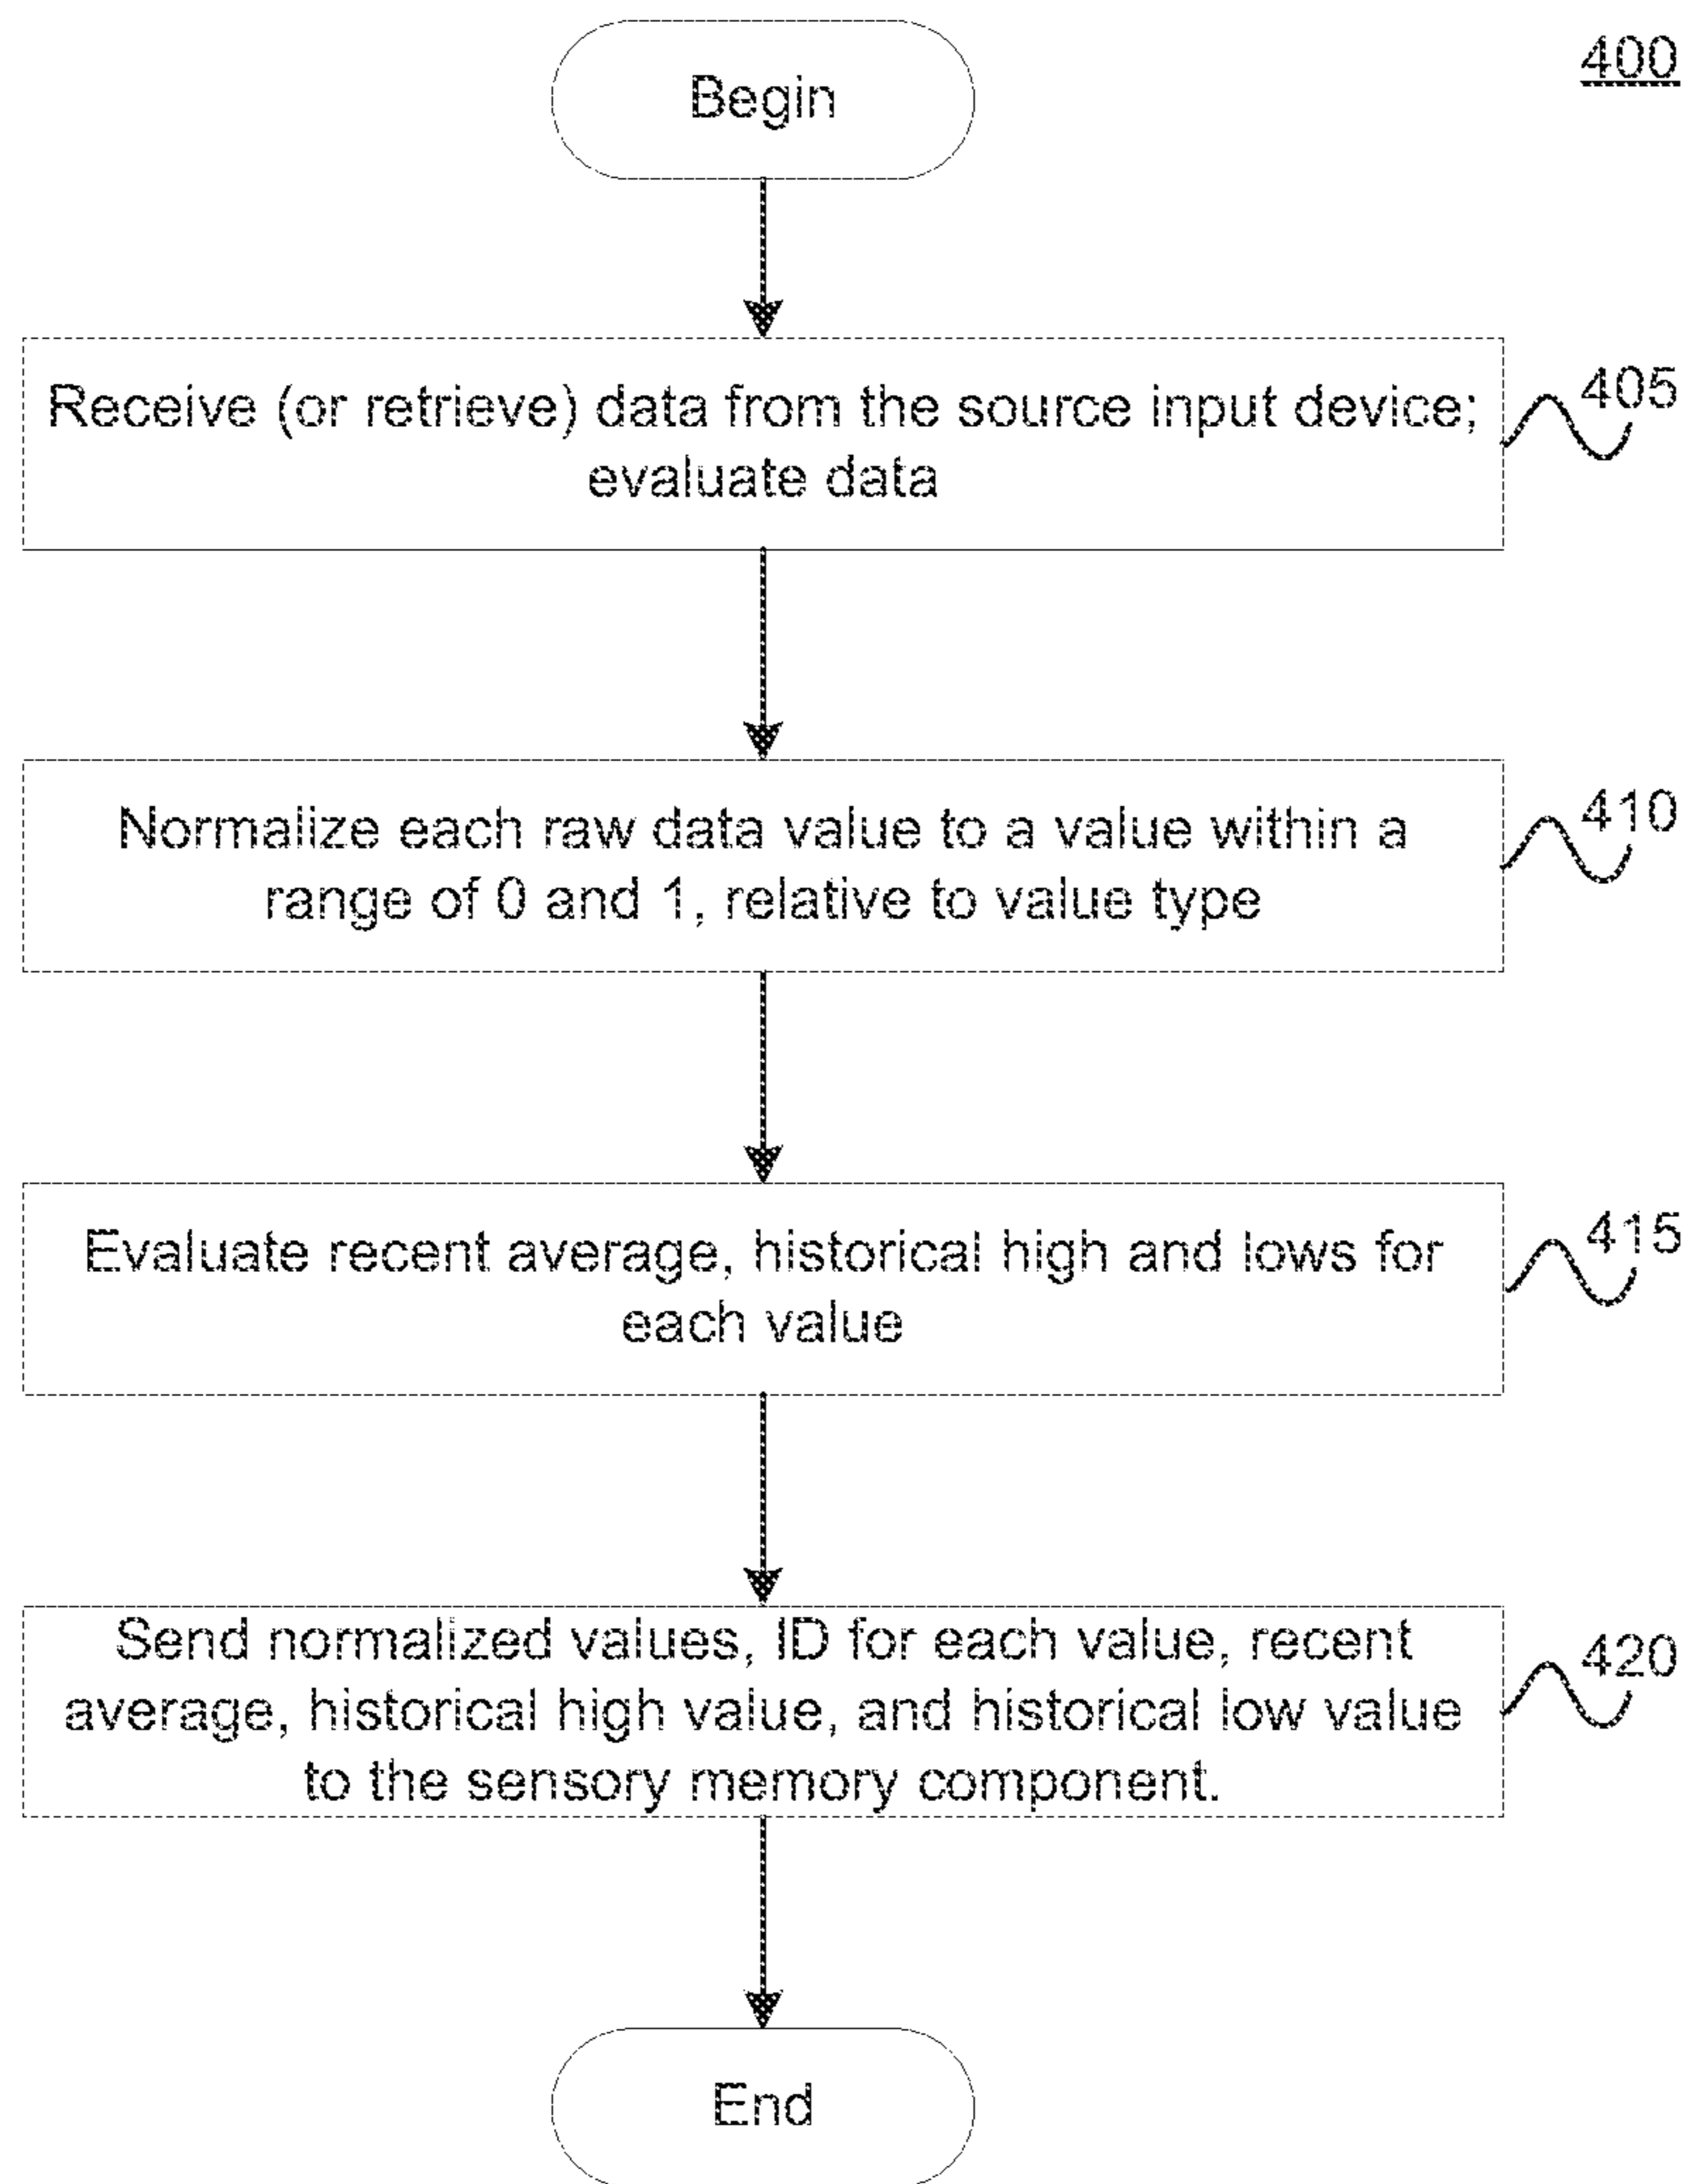 Begin
400
Receive (or retrieve) data from the source input device;
evaluate data
405
Normalize each raw data value to a value within a
range of 0 and 1, relative to value type
410
Evaluate recent average, historical high and lows for
each value
415
Send normalized values, ID for each value, recent
average, historical high value, and historical low value
to the sensory memory component.
420
End